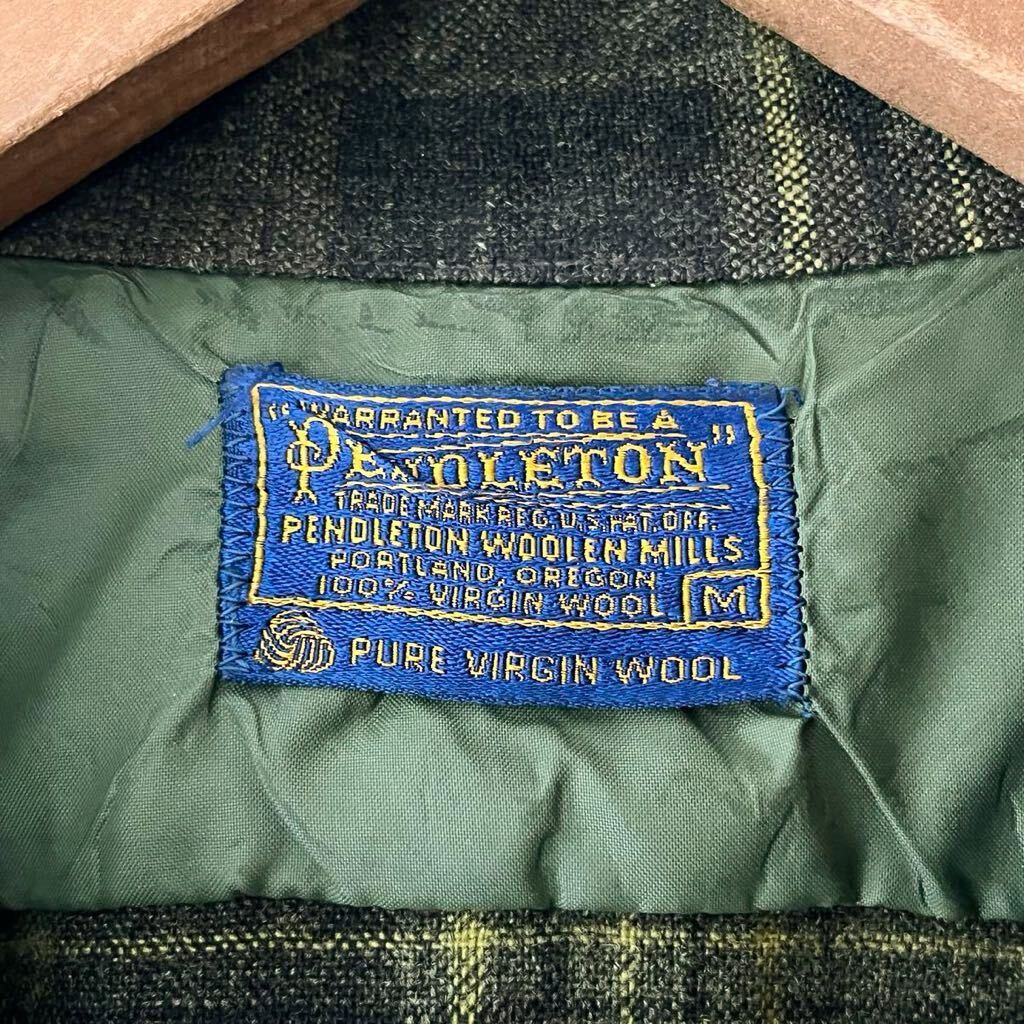 WARRANTED TO BE A
"PENDLETON"
TRADE MARK REG. U.S. PAT. OFF.
PENDLETON WOOLEN MILLS
PORTLAND, OREGON
100% VIRGIN WOOL
M
PURE VIRGIN WOOL